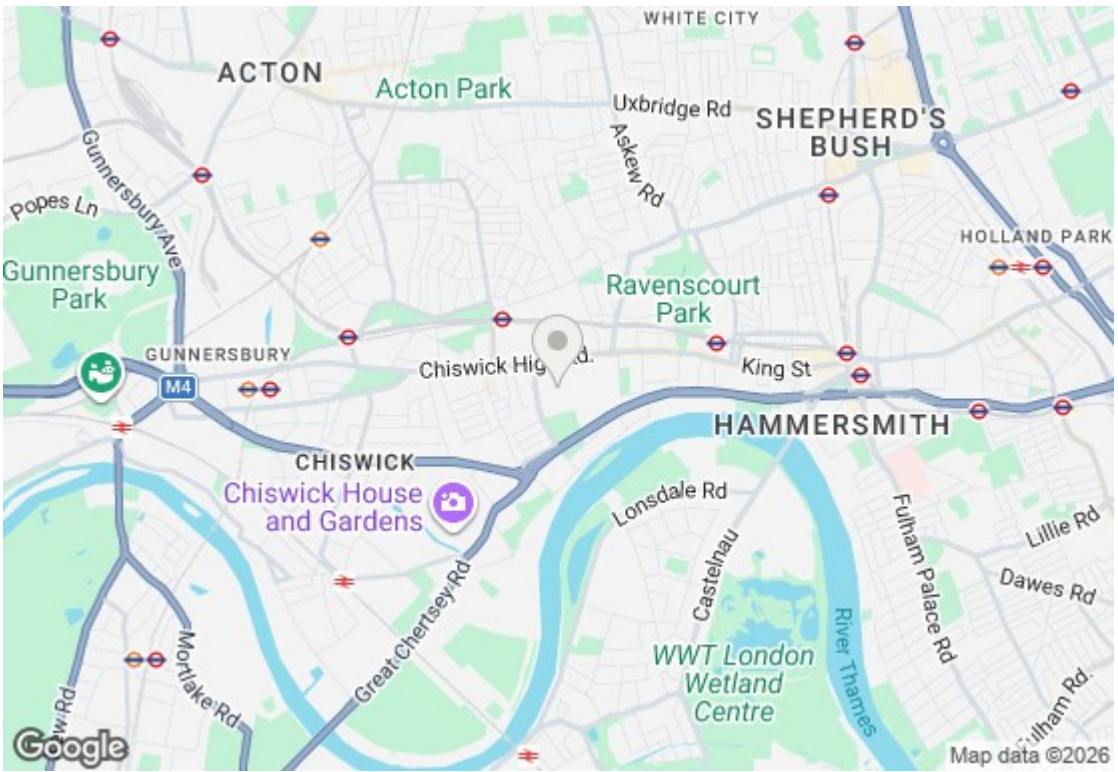 WHITE CITY
ACTON
Acton Park
Uxbridge Rd
SHEPHERD'S
BUSH
Askew Rd
Gunnersbury Ave
Popes Ln
HOLLAND PARK
Gunnersbury
Park
Ravenscourt
Park
GUNNERSBURY
Chiswick Hig
d.
King St
M4
HAMMERSMITH
CHISWICK
Chiswick House
and Gardens
Lonsdale Rd
Fulham Palace Rd
Lillie Rd
Castelnau
Dawes Rd
Great Chertsey Rd
River Thames
Mortlake Rd
WWT London
Wetland
Centre
ew Rd
Fulham Rd.
Google
Map data ©2026